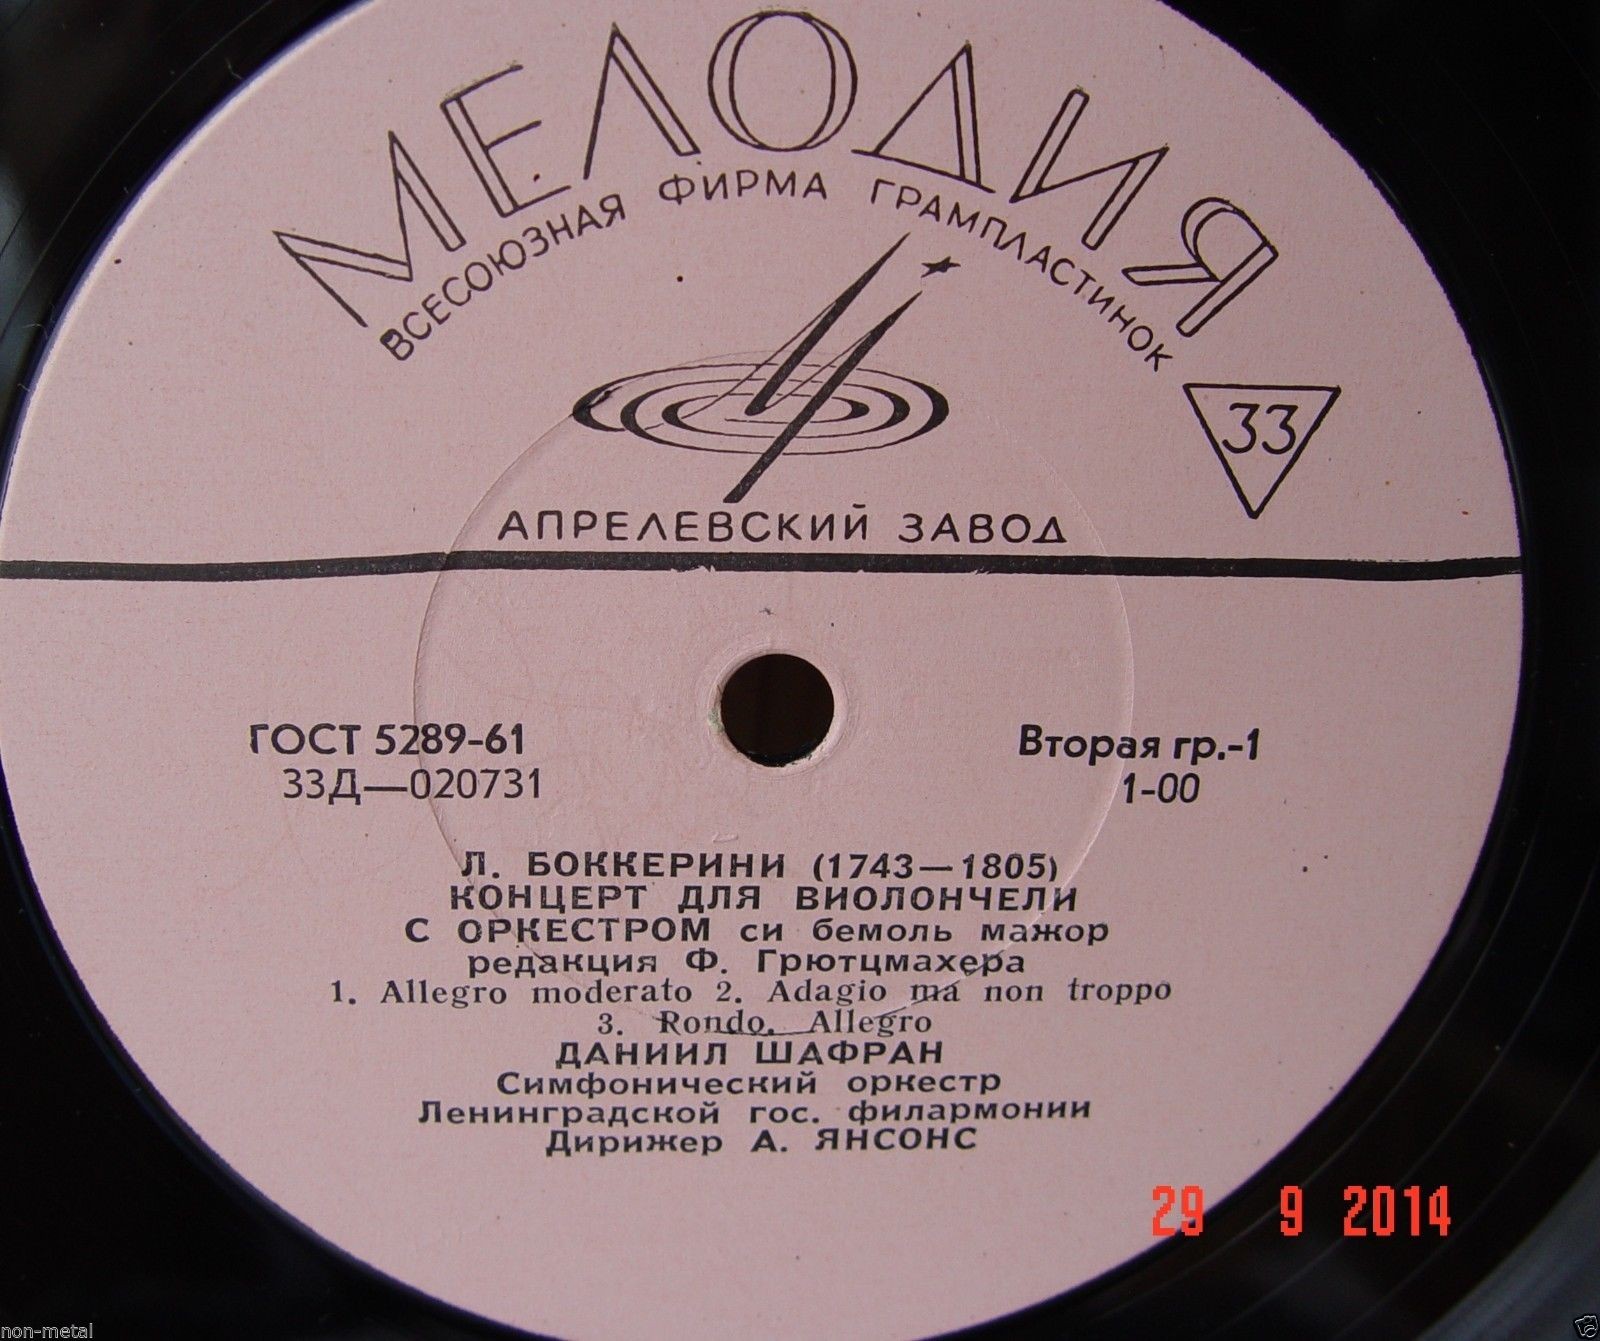 МЕЛОДИЯ
ВСЕСОЮЗНАЯ ФИРМА ГРАМПЛАСТИНОК
33
АПРЕЛЕВСКИЙ ЗАВОД
ГОСТ 5289-61
33Д—020731
Вторая гр.-1
1-00
Л. БОККЕРИНИ (1743—1805)
КОНЦЕРТ ДЛЯ ВИОЛОНЧЕЛИ
С ОРКЕСТРОМ си бемоль мажор
редакция Ф. Грютцмахера
1. Allegro moderato 2. Adagio ma non troppo
3. Rondo. Allegro
ДАНИИЛ ШАФРАН
Симфонический оркестр
Ленинградской гос. филармонии
Дирижер А. ЯНСОНС
29 9 2014
non-metal